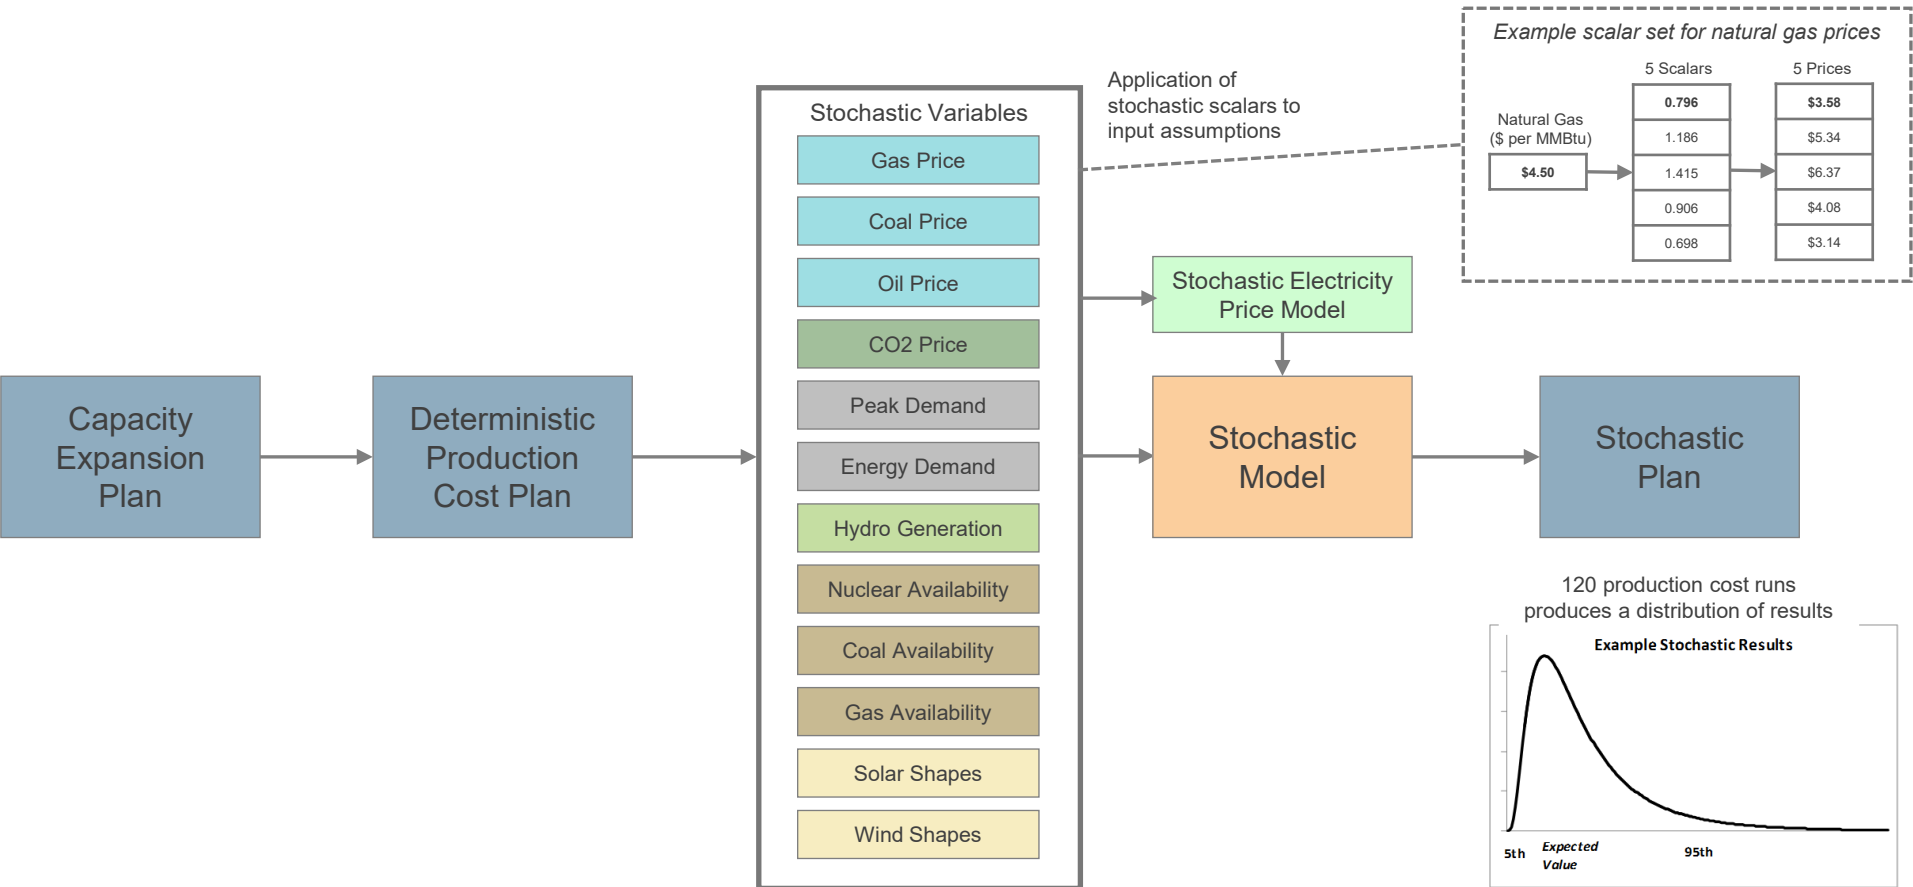 Capacity
Expansion
Plan
Deterministic
Production
Cost Plan
Stochastic Variables
Gas Price
Coal Price
Oil Price
CO2 Price
Peak Demand
Energy Demand
Hydro Generation
Nuclear Availability
Coal Availability
Gas Availability
Solar Shapes
Wind Shapes
Application of
stochastic scalars to
input assumptions
Example scalar set for natural gas prices
5 Scalars
5 Prices
Natural Gas
($ per MMBtu)
$4.50
0.796
1.186
1.415
0.906
0.698
$3.58
$5.34
$6.37
$4.08
$3.14
Stochastic Electricity
Price Model
Stochastic
Model
Stochastic
Plan
120 production cost runs
produces a distribution of results
Example Stochastic Results
5th
Expected
Value
95th